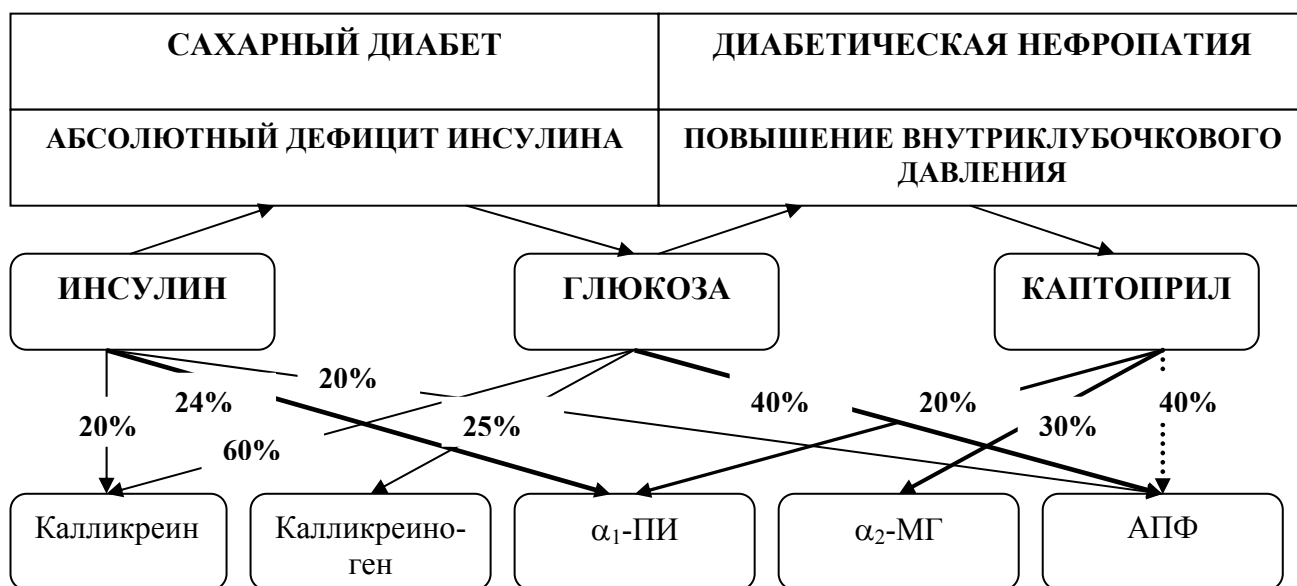 САХАРНЫЙ ДИАБЕТ
ДИАБЕТИЧЕСКАЯ НЕФРОПАТИЯ
АБСОЛЮТНЫЙ ДЕФИЦИТ ИНСУЛИНА
ПОВЫШЕНИЕ ВНУТРИКЛУБОЧКОВОГО
ДАВЛЕНИЯ
ИНСУЛИН
ГЛЮКОЗА
КАПТОПРИЛ
20%
24%
20%
60%
25%
40%
20%
30%
40%
Калликреин
Калликреино-
ген
α₁-ПИ
α₂-МГ
АПФ